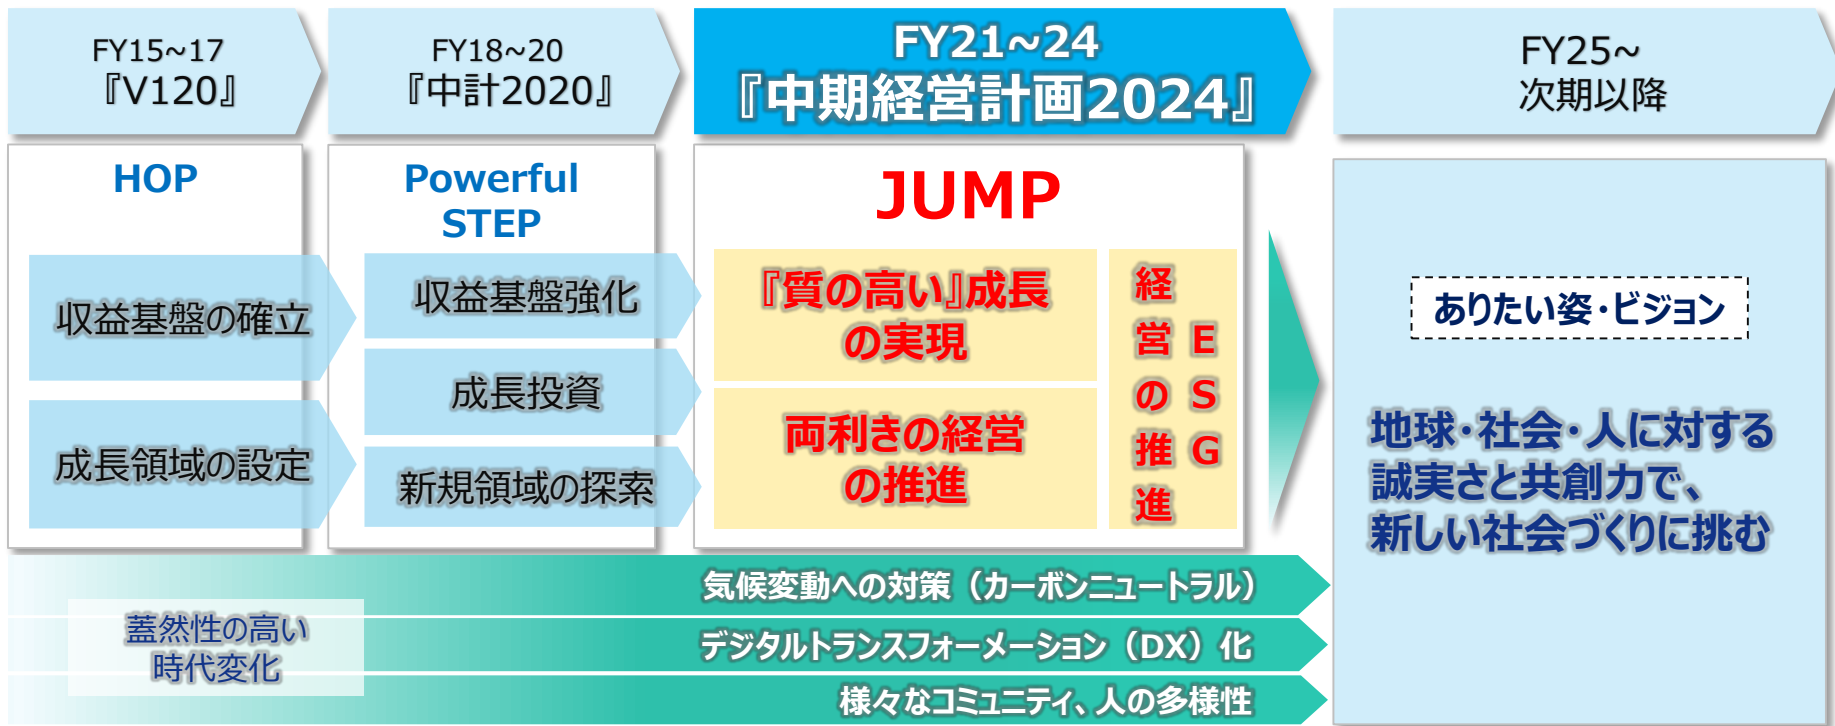 FY15~17
『V120』
FY18~20
『中計2020』
FY21~24
『中期経営計画2024』
FY25~
次期以降
HOP
収益基盤の確立
成長領域の設定
Powerful
STEP
収益基盤強化
成長投資
新規領域の探索
JUMP
『質の高い』成長
の実現
両利きの経営
の推進
ESG
経営の推進
ありたい姿・ビジョン
地球・社会・人に対する
誠実さと共創力で、
新しい社会づくりに挑む
蓋然性の高い
時代変化
気候変動への対策（カーボンニュートラル）
デジタルトランスフォーメーション（DX）化
様々なコミュニティ、人の多様性